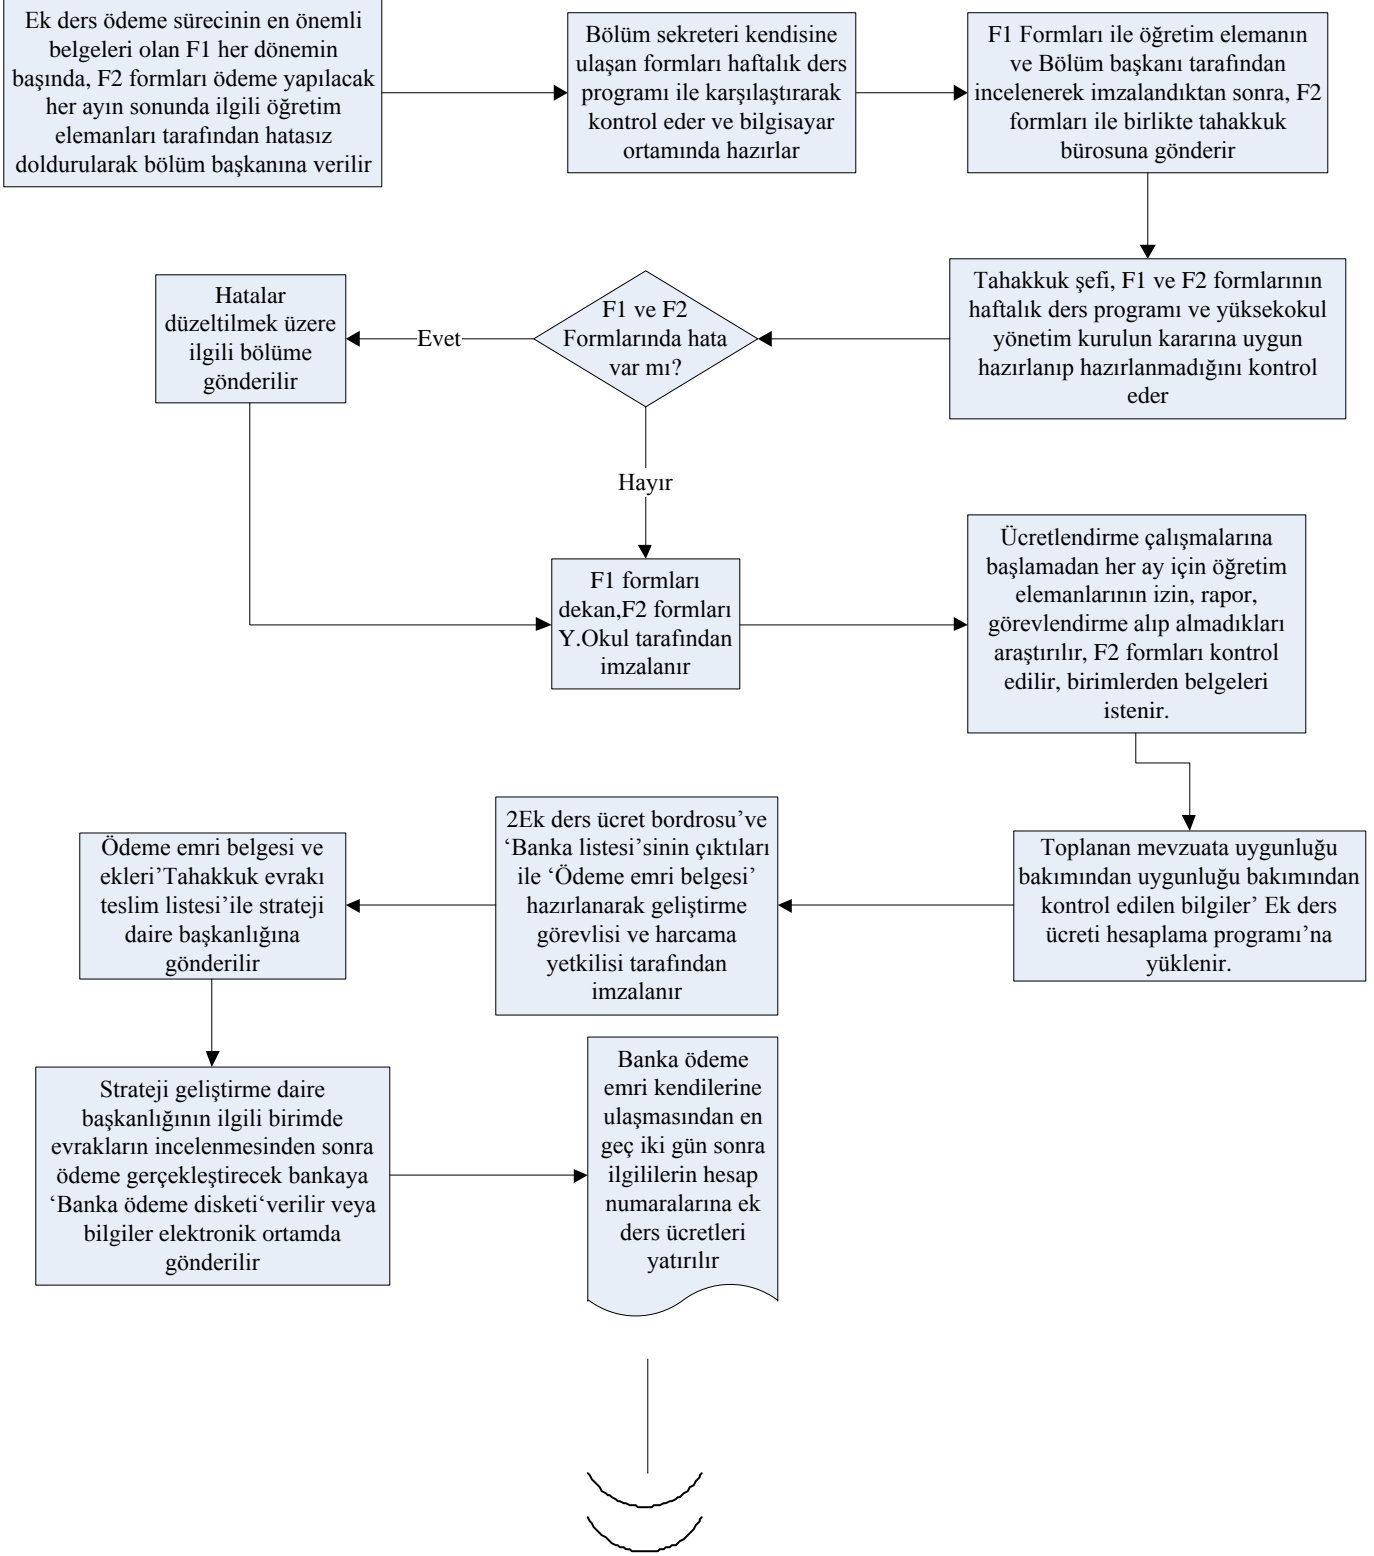 Ek ders ödeme sürecinin en önemli
belgeleri olan F1 her dönemin
başında, F2 formları ödeme yapılacak
her ayın sonunda ilgili öğretim
elemanları tarafından hatasız
doldurularak bölüm başkanına verilir
Bölüm sekreteri kendisine
ulaşan formları haftalık ders
programı ile karşılaştırarak
kontrol eder ve bilgisayar
ortamında hazırlar
F1 Formları ile öğretim elemanın
ve Bölüm başkanı tarafından
incelenerek imzalandıktan sonra, F2
formları ile birlikte tahakkuk
bürosuna gönderir
Tahakkuk şefi, F1 ve F2 formlarının
haftalık ders programı ve yüksekokul
yönetim kurulun kararına uygun
hazırlanıp hazırlanmadığını kontrol
eder
F1 ve F2
Formlarında hata
var mı?
Evet
Hatalar
düzeltilmek üzere
ilgili bölüme
gönderilir
Hayır
F1 formları
dekan,F2 formları
Y.Okul tarafından
imzalanır
Ücretlendirme çalışmalarına
başlamadan her ay için öğretim
elemanlarının izin, rapor,
görevlendirme alıp almadıkları
araştırılır, F2 formları kontrol
edilir, birimlerden belgeleri
istenir.
Toplanan mevzuata uygunluğu
bakımından uygunluğu bakımından
kontrol edilen bilgiler’ Ek ders
ücreti hesaplama programı’na
yüklenir.
2Ek ders ücret bordrosu’ve
‘Banka listesi’sinin çıktıları
ile ‘Ödeme emri belgesi’
hazırlanarak geliştirme
görevlisi ve harcama
yetkilisi tarafından
imzalanır
Ödeme emri belgesi ve
ekleri’Tahakkuk evrakı
teslim listesi’ile strateji
daire başkanlığına
gönderilir
Strateji geliştirme daire
başkanlığının ilgili birimde
evrakların incelenmesinden sonra
ödeme gerçekleştirecek bankaya
‘Banka ödeme disketi‘verilir veya
bilgiler elektronik ortamda
gönderilir
Banka ödeme
emri kendilerine
ulaşmasından en
geç iki gün sonra
ilgililerin hesap
numaralarına ek
ders ücretleri
yatırılır